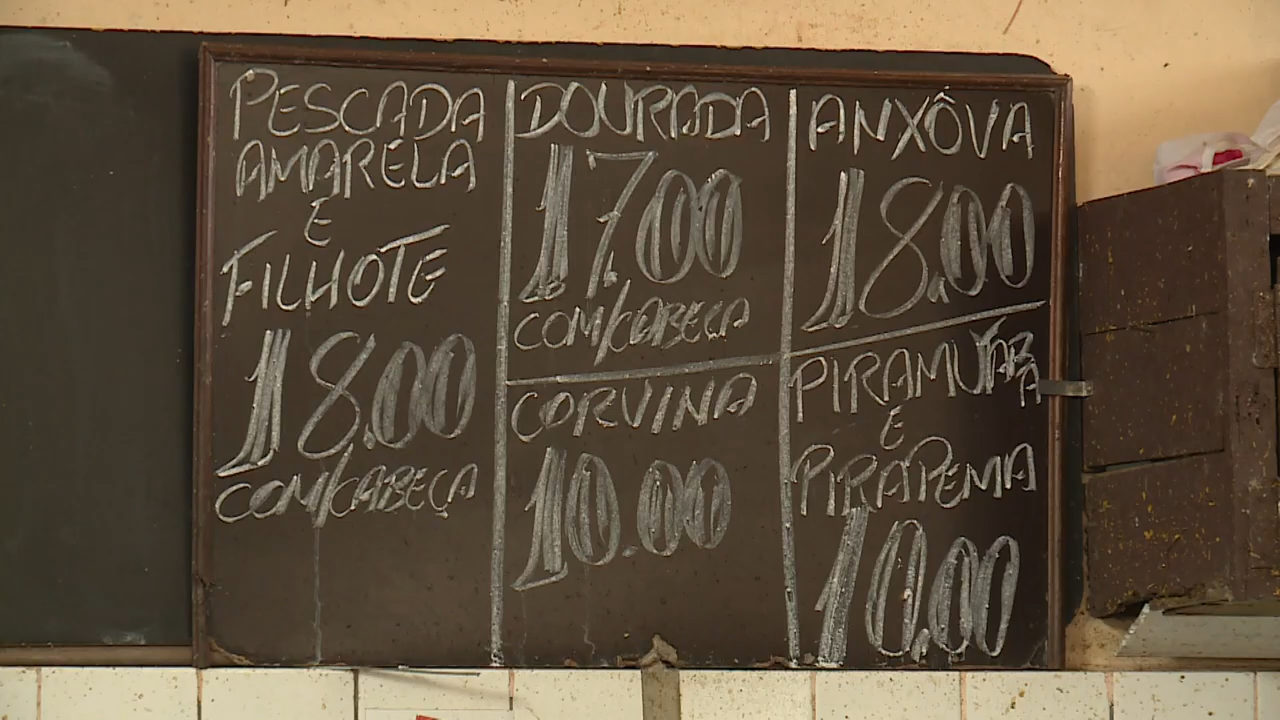 PESCADA
AMARELA
E
FILHOTE
18.00
COM/CABEÇA
DOURADA
17.00
COM/CABEÇA
CORVINA
10.00
ANXÔVA
18.00
PIRAMUTABA
E
PIRAPEMA
10.00